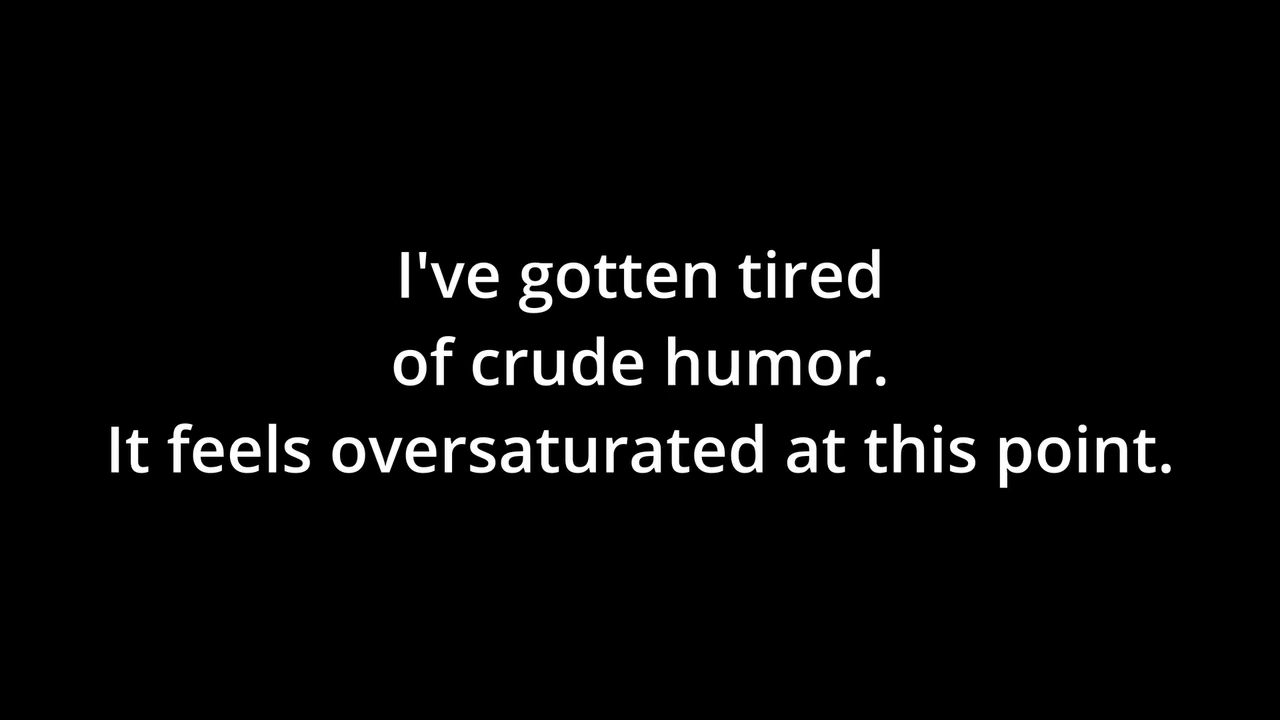 I've gotten tired
of crude humor.
It feels oversaturated at this point.